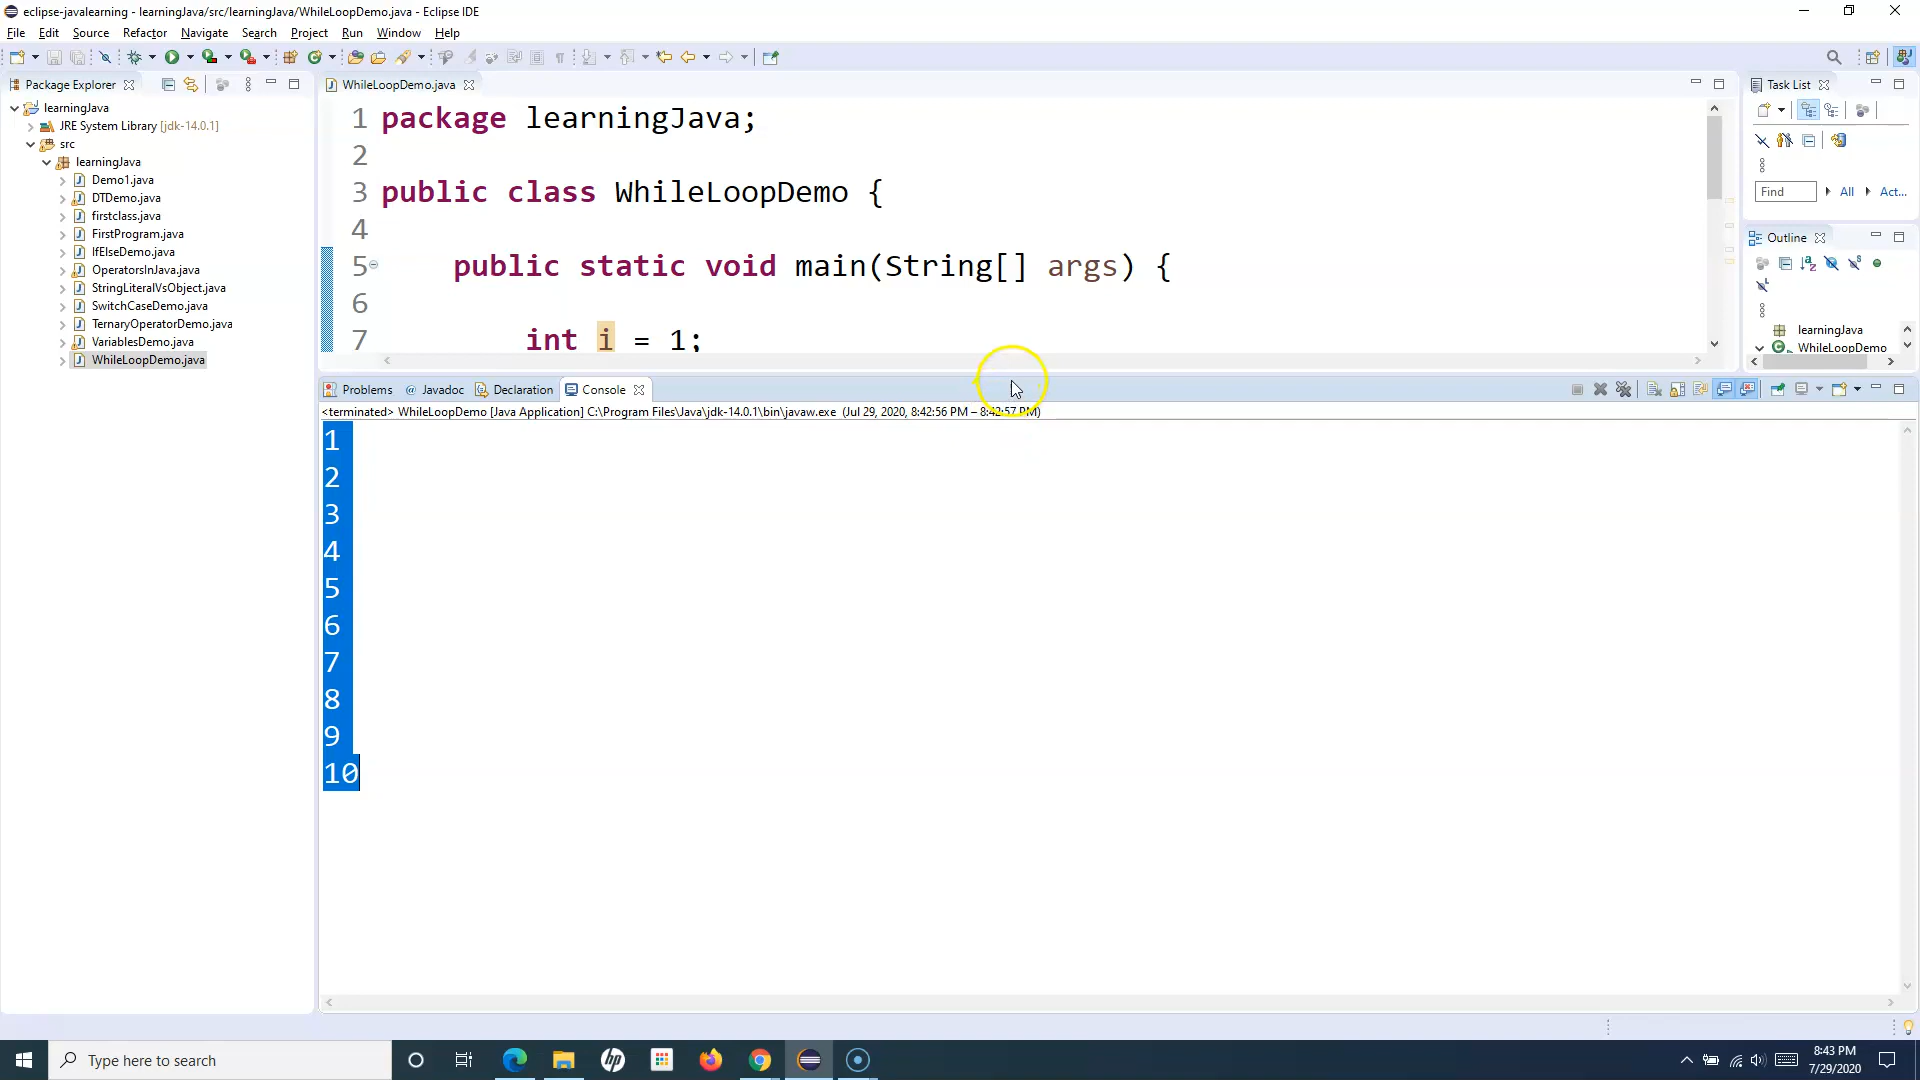 eclipse-javalearning - learningJava/src/learningJava/WhileLoopDemo.java - Eclipse IDE
File Edit Source Refactor Navigate Search Project Run Window Help
Package Explorer
learningJava
JRE System Library [jdk-14.0.1]
src
learningJava
Demo1.java
DTDemo.java
firstclass.java
FirstProgram.java
IfElseDemo.java
OperatorsInJava.java
StringLiteralVsObject.java
SwitchCaseDemo.java
TernaryOperatorDemo.java
VariablesDemo.java
WhileLoopDemo.java
WhileLoopDemo.java
1 package learningJava;
2
3 public class WhileLoopDemo {
4
5 public static void main(String[] args) {
6
7 int i = 1;
Task List
Find All Act...
Outline
learningJava
WhileLoopDemo
Problems @ Javadoc Declaration Console
<terminated> WhileLoopDemo [Java Application] C:\Program Files\Java\jdk-14.0.1\bin\javaw.exe (Jul 29, 2020, 8:42:56 PM – 8:42:57 PM)
1
2
3
4
5
6
7
8
9
10
Type here to search
hp
8:43 PM
7/29/2020